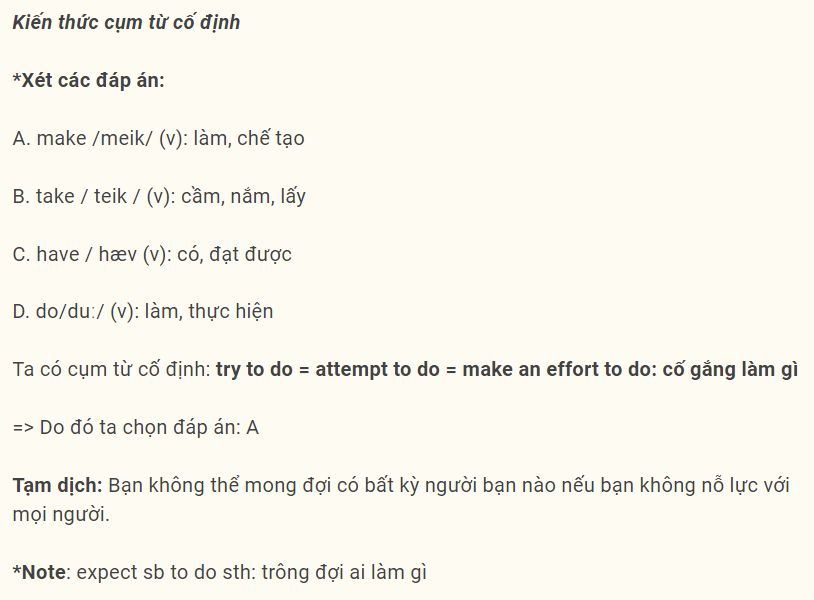 Kiến thức cụm từ cố định
*Xét các đáp án:
A. make /meik/ (v): làm, chế tạo
B. take / teik / (v): cầm, nắm, lấy
C. have / hæv (v): có, đạt được
D. do/duː/ (v): làm, thực hiện
Ta có cụm từ cố định: try to do = attempt to do = make an effort to do: cố gắng làm gì
=> Do đó ta chọn đáp án: A
Tạm dịch: Bạn không thể mong đợi có bất kỳ người bạn nào nếu bạn không nỗ lực với
mọi người.
*Note: expect sb to do sth: trông đợi ai làm gì